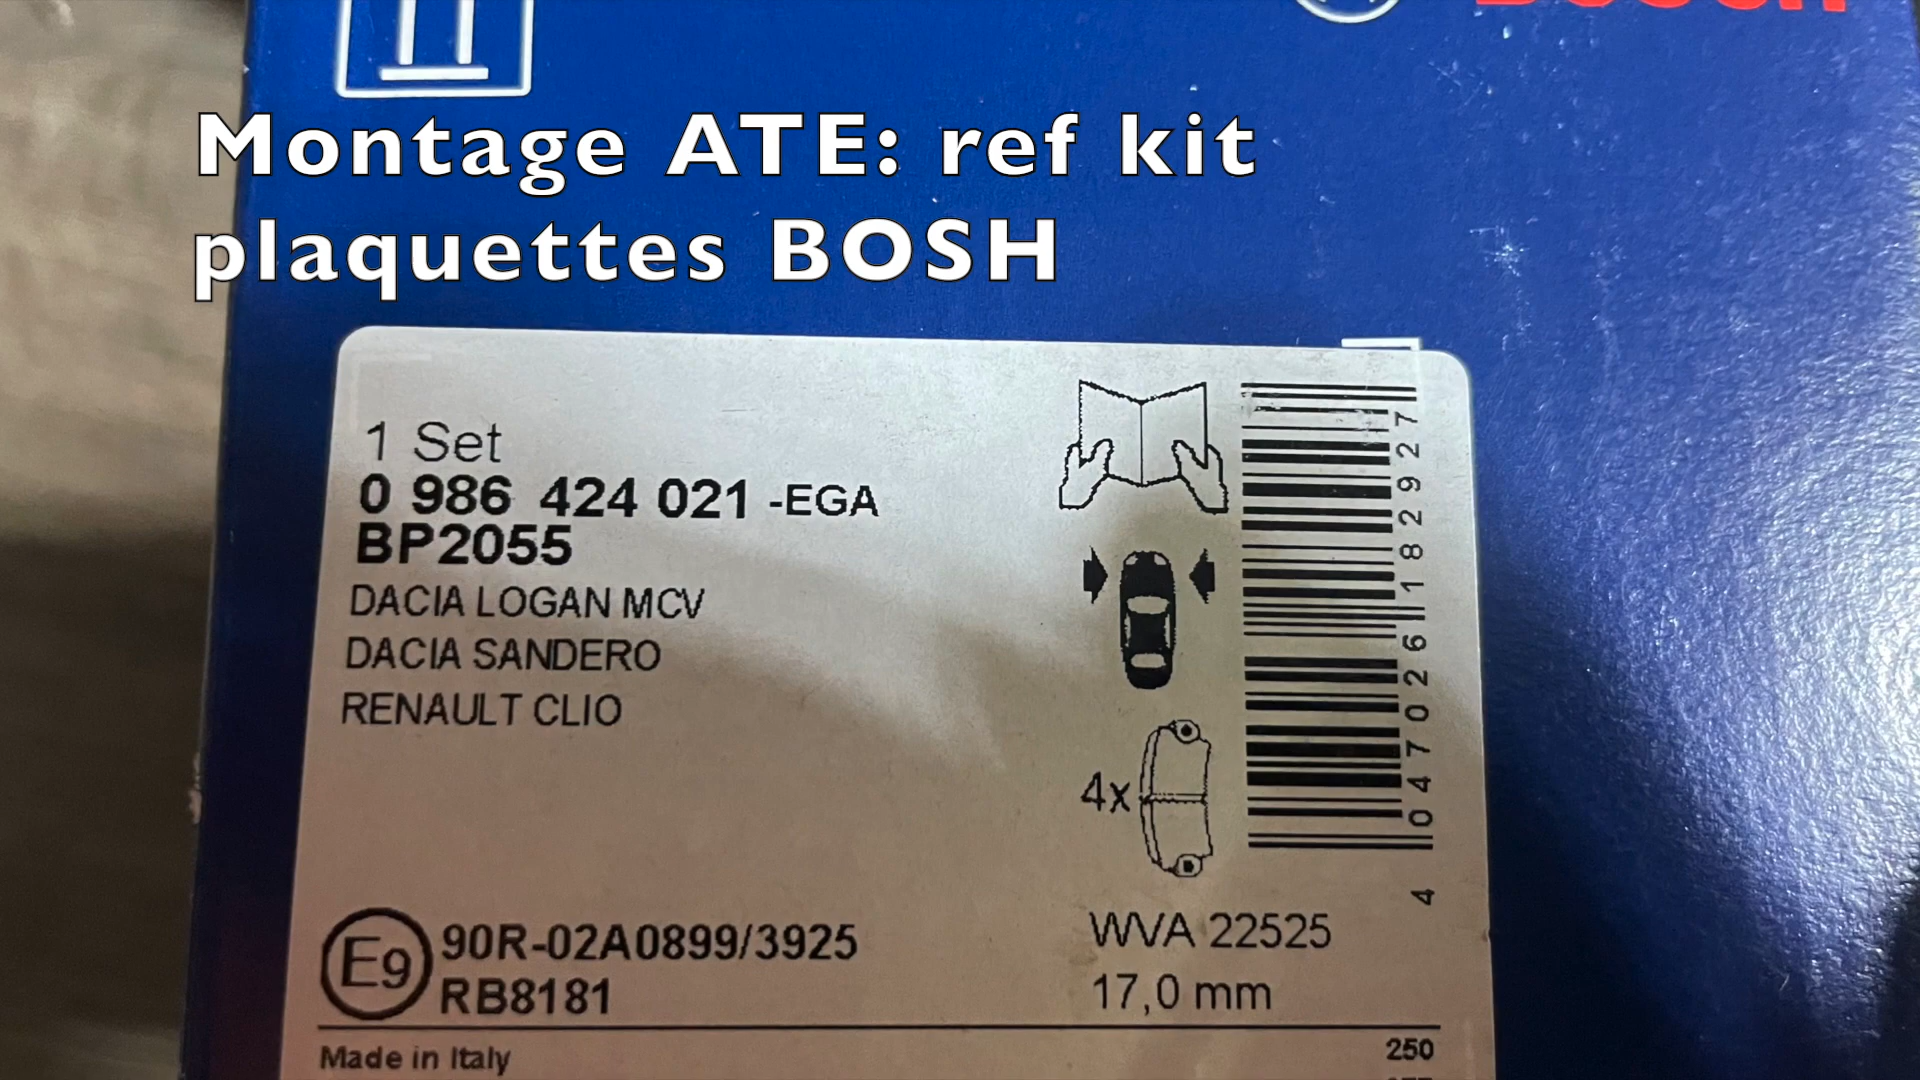 BOSCH
Montage ATE: ref kit
plaquettes BOSH
1 Set
0 986 424 021 -EGA
BP2055
DACIA LOGAN MCV
DACIA SANDERO
RENAULT CLIO
4x
4 047026 182927
E9 90R-02A0899/3925
RB8181
WVA 22525
17,0 mm
Made in Italy
250